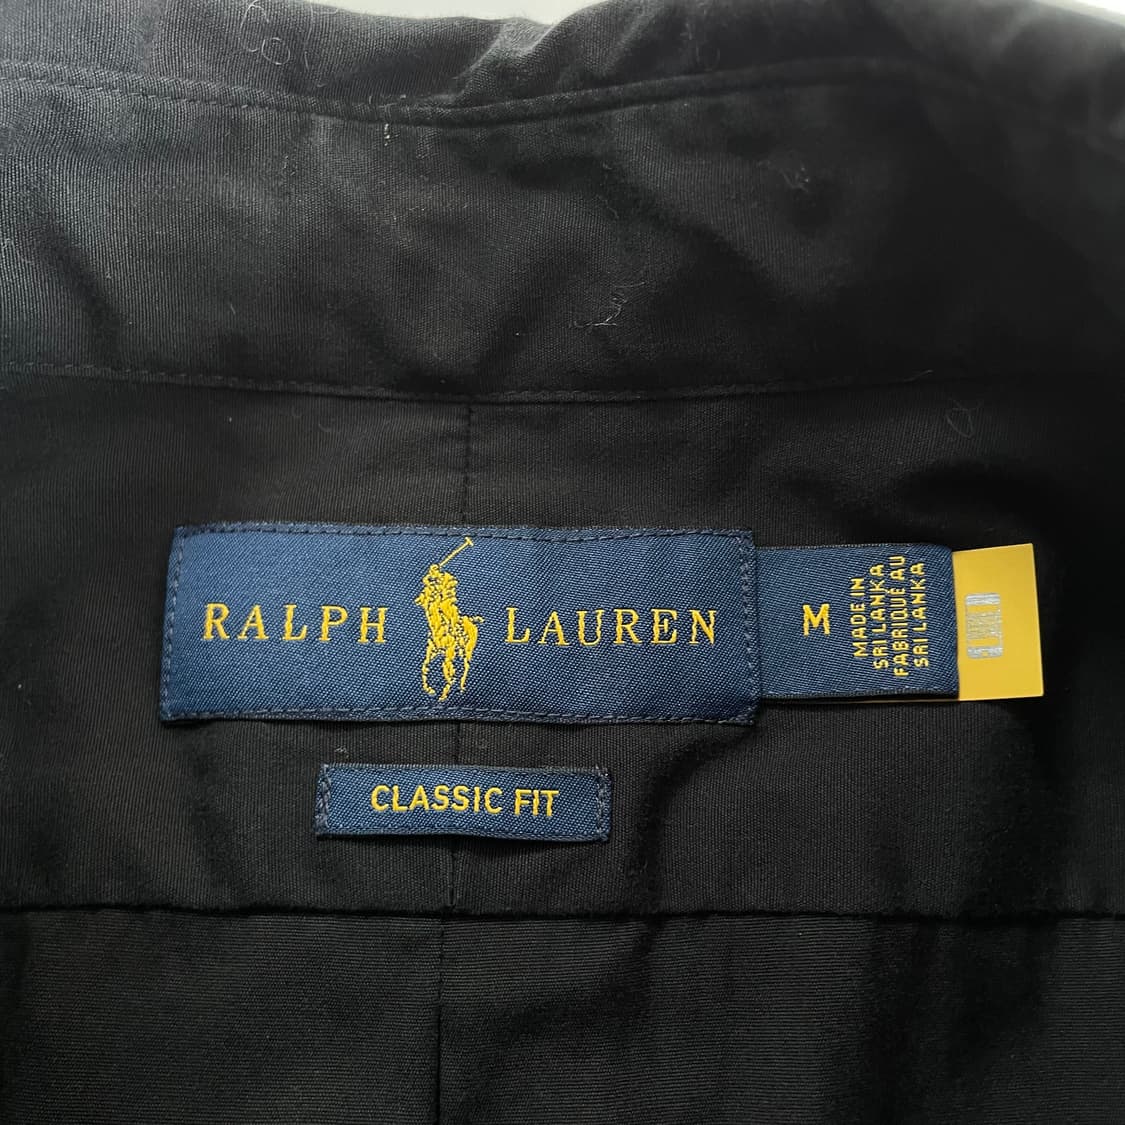 RALPH LAUREN
M
MADE IN
SRI LANKA
FABRIQUÉ AU
SRI LANKA
CLASSIC FIT